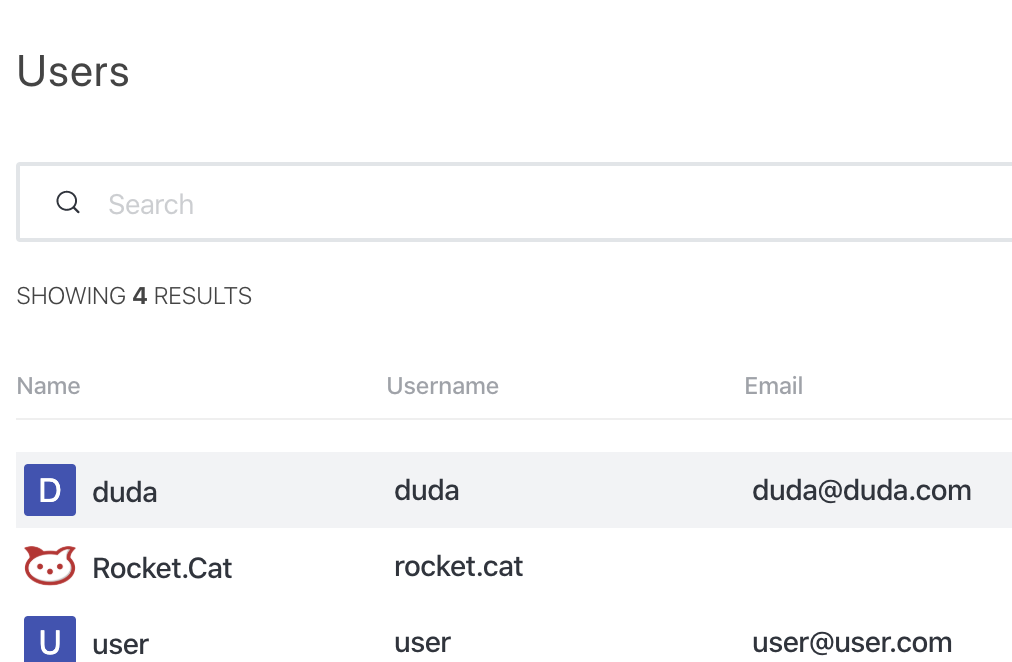 Users
Search
SHOWING 4 RESULTS
Name Username Email
D duda duda duda@duda.com
Rocket.Cat rocket.cat
U user user user@user.com